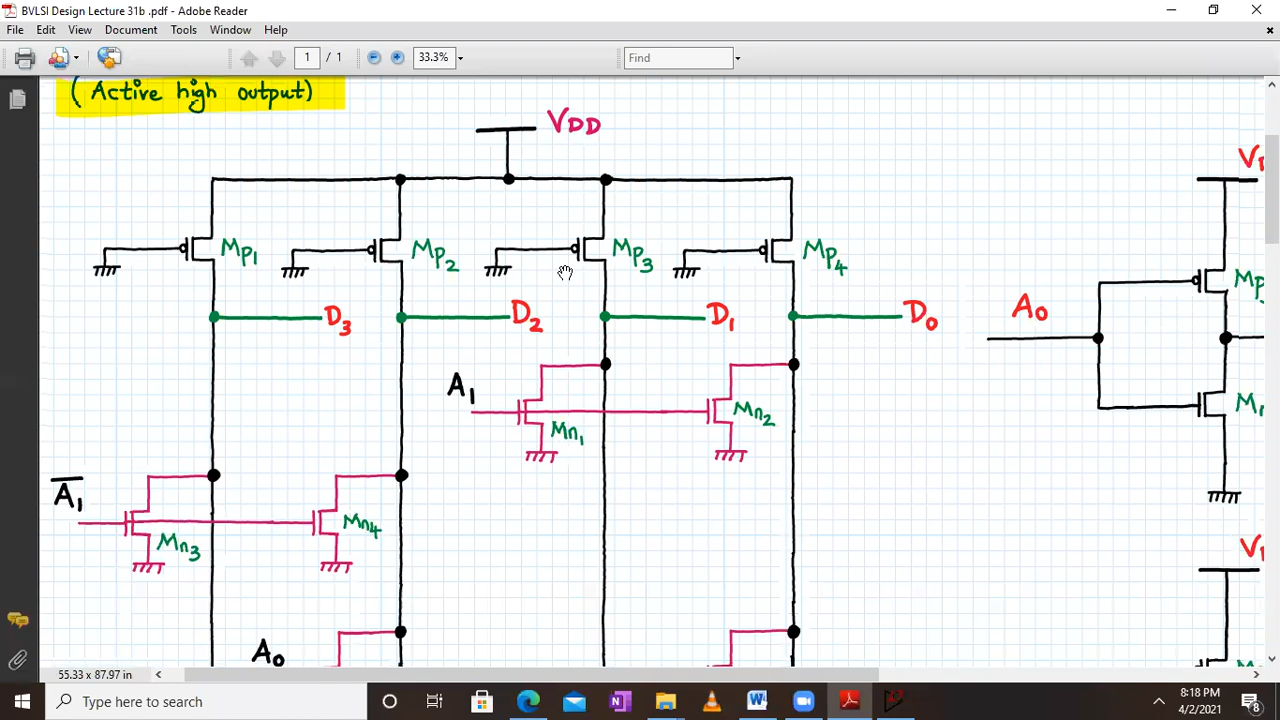 BVLSI Design Lecture 31b .pdf - Adobe Reader
File Edit View Document Tools Window Help
1 / 1 33.3% Find
( Active high output)
VDD
Mp1 Mp2 Mp3 Mp4
D3 D2 D1 D0
A0
A1
Mn1 Mn2
A̅1̅
Mn3 Mn4
A0
55.33 x 87.97 in
Type here to search
8:18 PM
4/2/2021
8